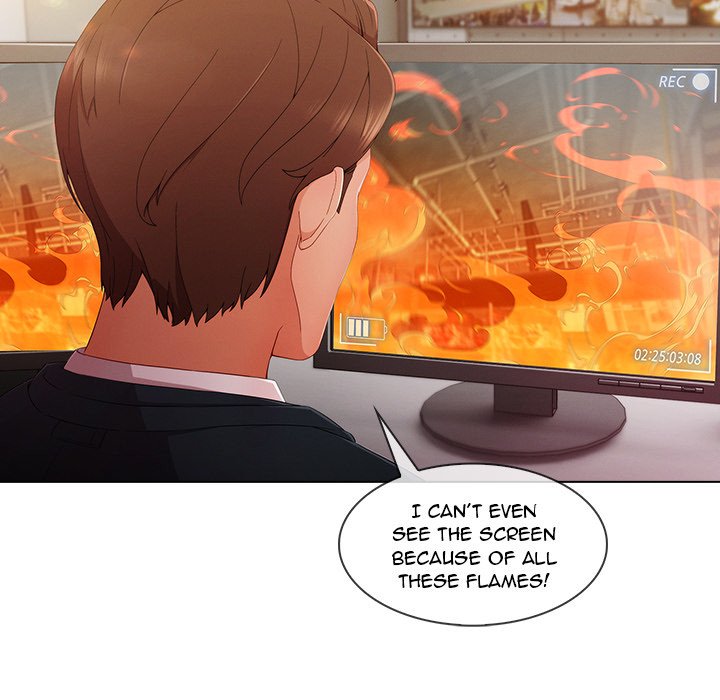 REC
02:25:03:08
I CAN'T EVEN
SEE THE SCREEN
BECAUSE OF ALL
THESE FLAMES!